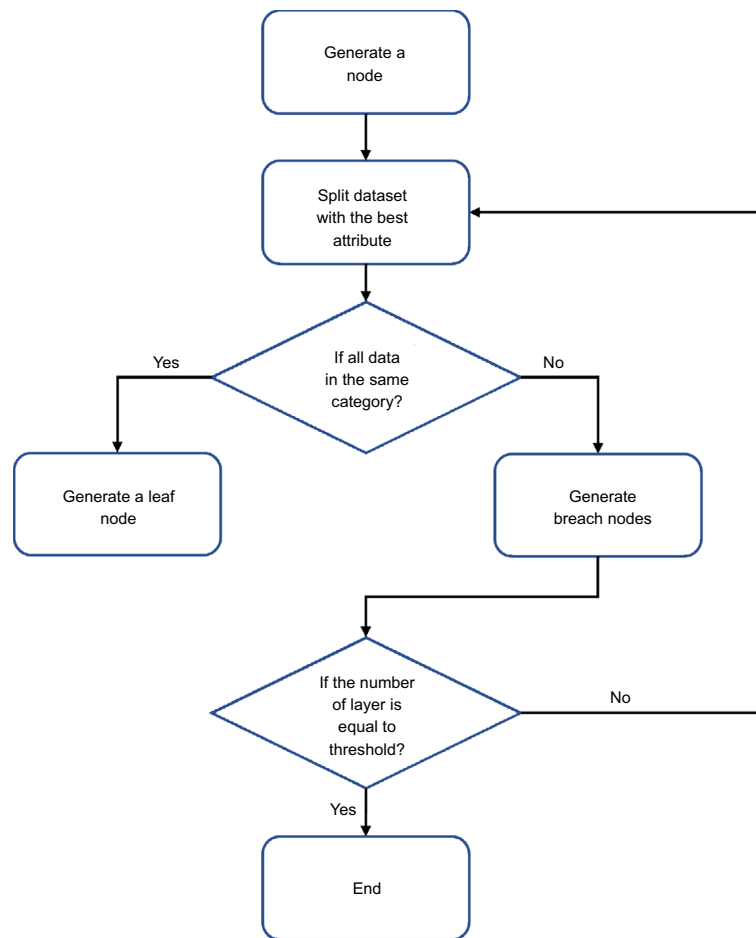 Generate a
node
Split dataset
with the best
attribute
If all data
in the same
category?
Yes
No
Generate a leaf
node
Generate
breach nodes
If the number
of layer is
equal to
threshold?
No
Yes
End